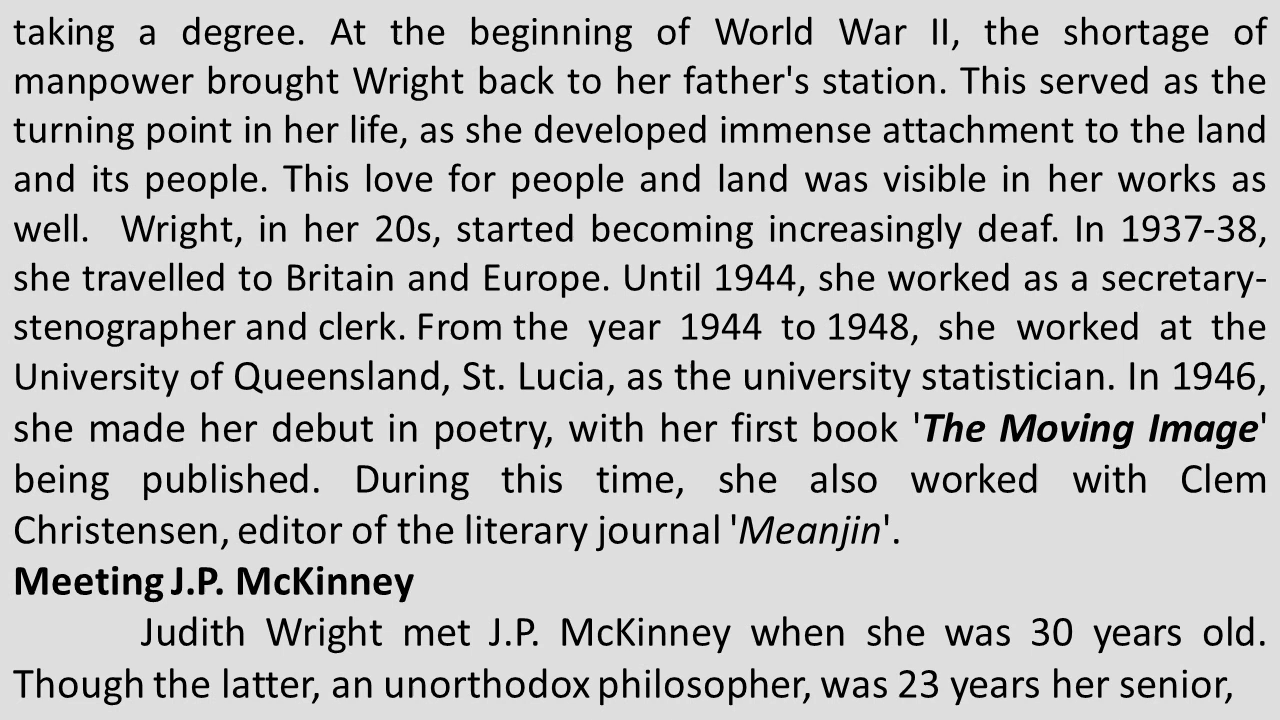 taking a degree. At the beginning of World War II, the shortage of
manpower brought Wright back to her father's station. This served as the
turning point in her life, as she developed immense attachment to the land
and its people. This love for people and land was visible in her works as
well. Wright, in her 20s, started becoming increasingly deaf. In 1937-38,
she travelled to Britain and Europe. Until 1944, she worked as a secretary-
stenographer and clerk. From the year 1944 to 1948, she worked at the
University of Queensland, St. Lucia, as the university statistician. In 1946,
she made her debut in poetry, with her first book 'The Moving Image'
being published. During this time, she also worked with Clem
Christensen, editor of the literary journal 'Meanjin'.
Meeting J.P. McKinney
Judith Wright met J.P. McKinney when she was 30 years old.
Though the latter, an unorthodox philosopher, was 23 years her senior,